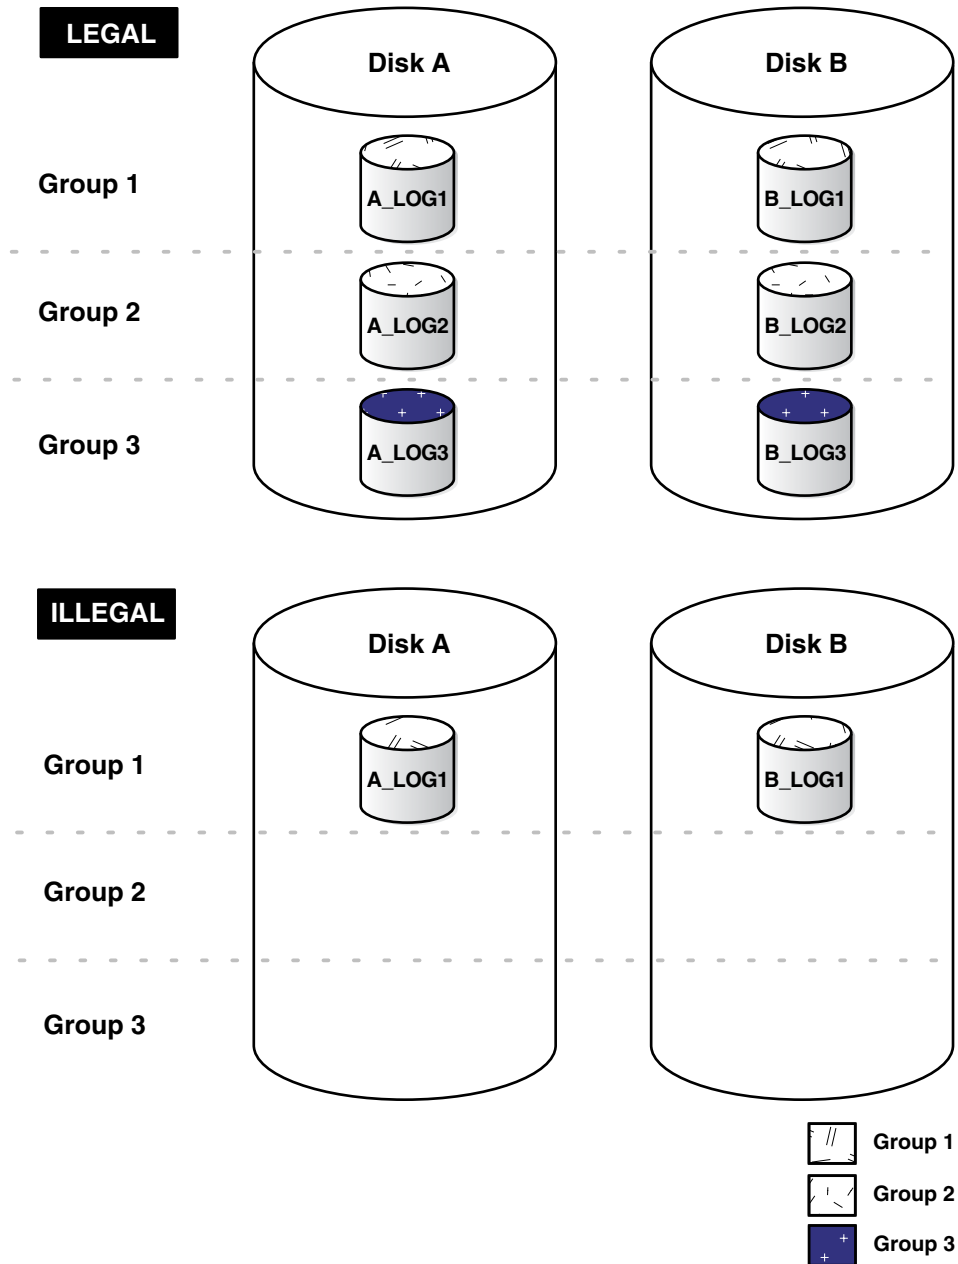 LEGAL
Disk A Disk B
Group 1 A_LOG1 B_LOG1
Group 2 A_LOG2 B_LOG2
Group 3 A_LOG3 B_LOG3
ILLEGAL
Disk A Disk B
Group 1 A_LOG1 B_LOG1
Group 2
Group 3
Group 1
Group 2
Group 3